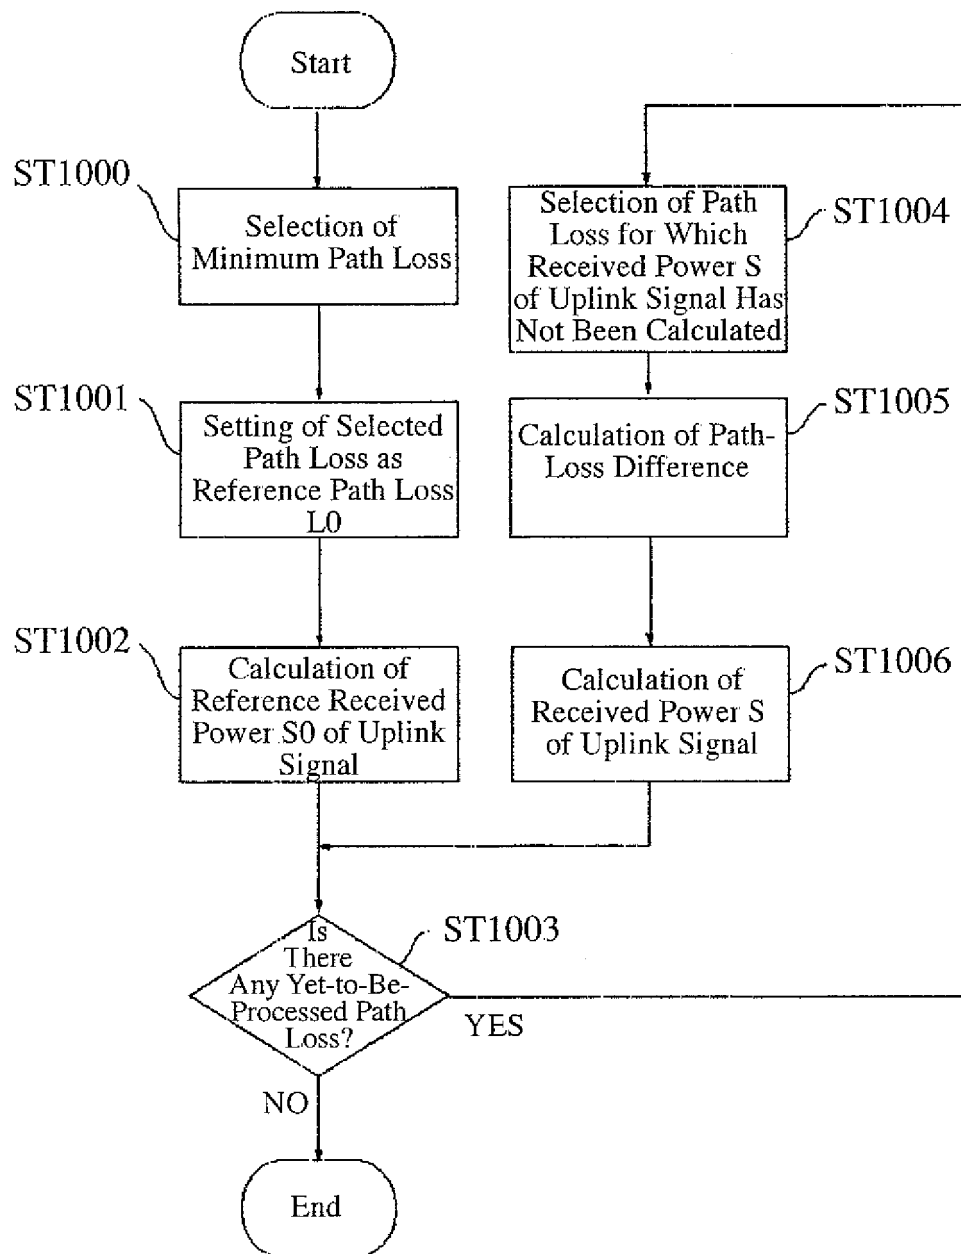 Start
ST1000
Selection of
Minimum Path Loss
ST1001
Setting of Selected
Path Loss as
Reference Path Loss
L0
ST1002
Calculation of
Reference Received
Power S0 of Uplink
Signal
ST1003
Is
There
Any Yet-to-Be-
Processed Path
Loss?
YES
NO
End
ST1004
Selection of Path
Loss for Which
Received Power S
of Uplink Signal Has
Not Been Calculated
ST1005
Calculation of Path-
Loss Difference
ST1006
Calculation of
Received Power S
of Uplink Signal